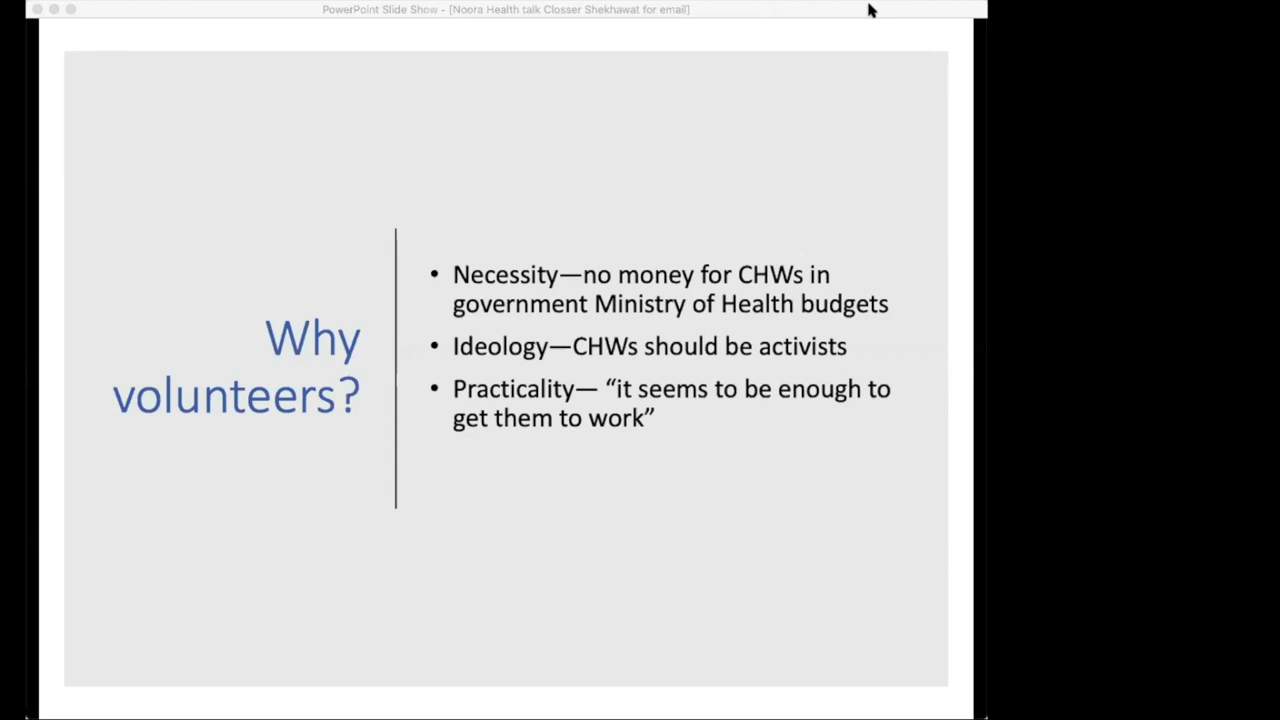 PowerPoint Slide Show - [Noora Health talk Closser Shekhawat for email]
Why
volunteers?
• Necessity—no money for CHWs in
government Ministry of Health budgets
• Ideology—CHWs should be activists
• Practicality— “it seems to be enough to
get them to work”